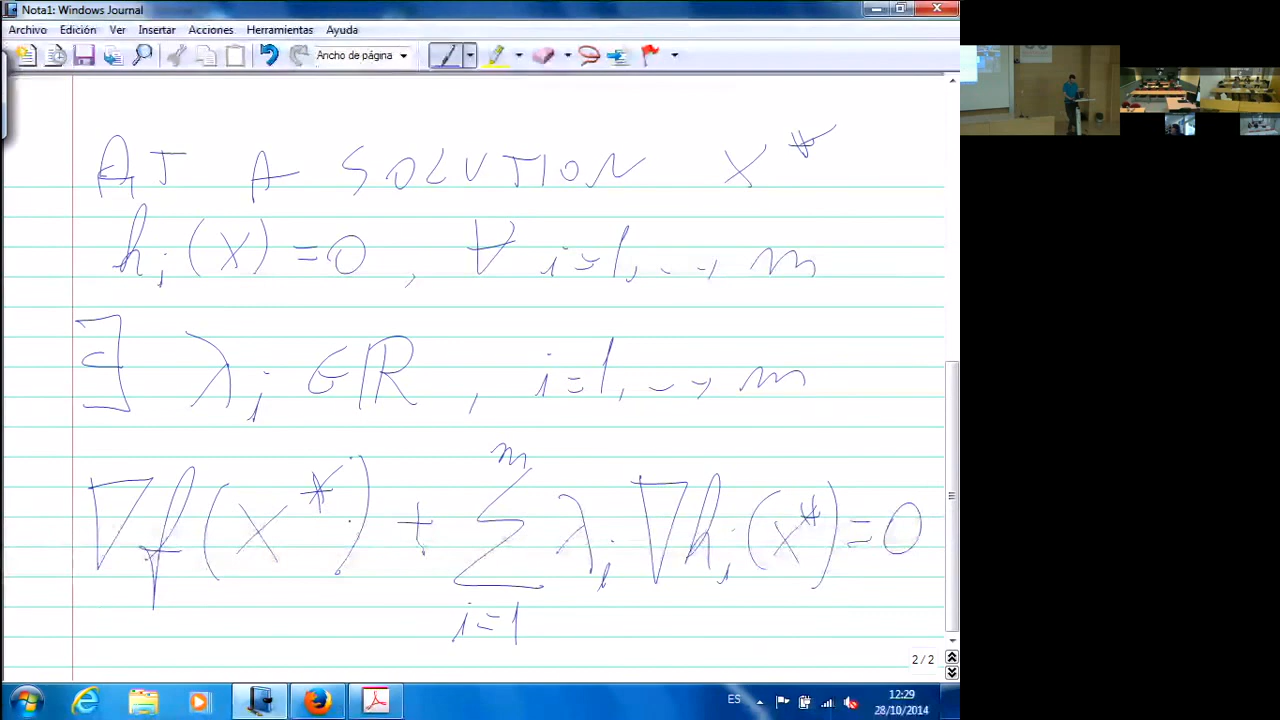 Nota1: Windows Journal
Archivo Edición Ver Insertar Acciones Herramientas Ayuda
Ancho de página
AT A SOLUTION x*
hᵢ(x) = 0, ∀ i=1,..., m
∃ λᵢ ∈ ℝ, i=1,..., m
∇f(x*) + ∑ᵢ₌₁ᵐ λᵢ ∇hᵢ(x*) = 0
2 / 2
ES
12:29
28/10/2014